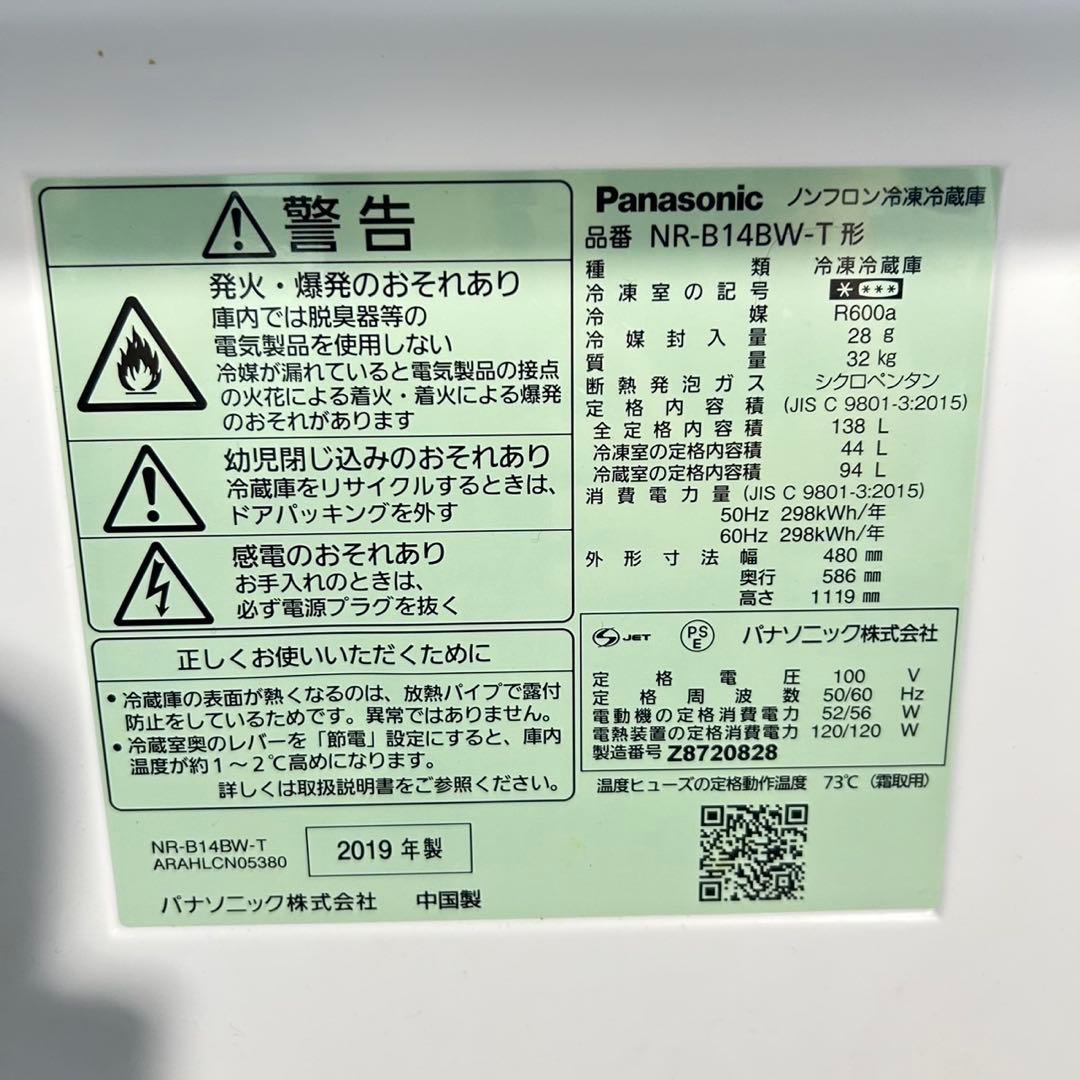 警告
発火・爆発のおそれあり
庫内では脱臭器等の
電気製品を使用しない
冷媒が漏れていると電気製品の接点
の火花による着火・着火による爆発
のおそれがあります
幼児閉じ込みのおそれあり
冷蔵庫をリサイクルするときは、
ドアパッキングを外す
感電のおそれあり
お手入れのときは、
必ず電源プラグを抜く
正しくお使いいただくために
・冷蔵庫の表面が熱くなるのは、放熱パイプで露付
防止をしているためです。異常ではありません。
・冷蔵室奥のレバーを「節電」設定にすると、庫内
温度が約1〜2℃高めになります。
詳しくは取扱説明書をご参照ください。
NR-B14BW-T
ARAHLCN05380
2019 年製
パナソニック株式会社 中国製
Panasonic ノンフロン冷凍冷蔵庫
品番 NR-B14BW-T 形
種類 冷凍冷蔵庫
冷凍室の記号 * ***
冷媒 R600a
冷媒封入量 28 g
質量 32 kg
断熱発泡ガス シクロペンタン
定格内容積 (JIS C 9801-3:2015)
全定格内容積 138 L
冷凍室の定格内容積 44 L
冷蔵室の定格内容積 94 L
消費電力量 (JIS C 9801-3:2015)
50Hz 298kWh/年
60Hz 298kWh/年
外形寸法 幅 480 mm
奥行 586 mm
高さ 1119 mm
JET PSE パナソニック株式会社
定格電圧 100 V
定格周波数 50/60 Hz
電動機の定格消費電力 52/56 W
電熱装置の定格消費電力 120/120 W
製造番号 Z8720828
温度ヒューズの定格動作温度 73℃ (霜取用)